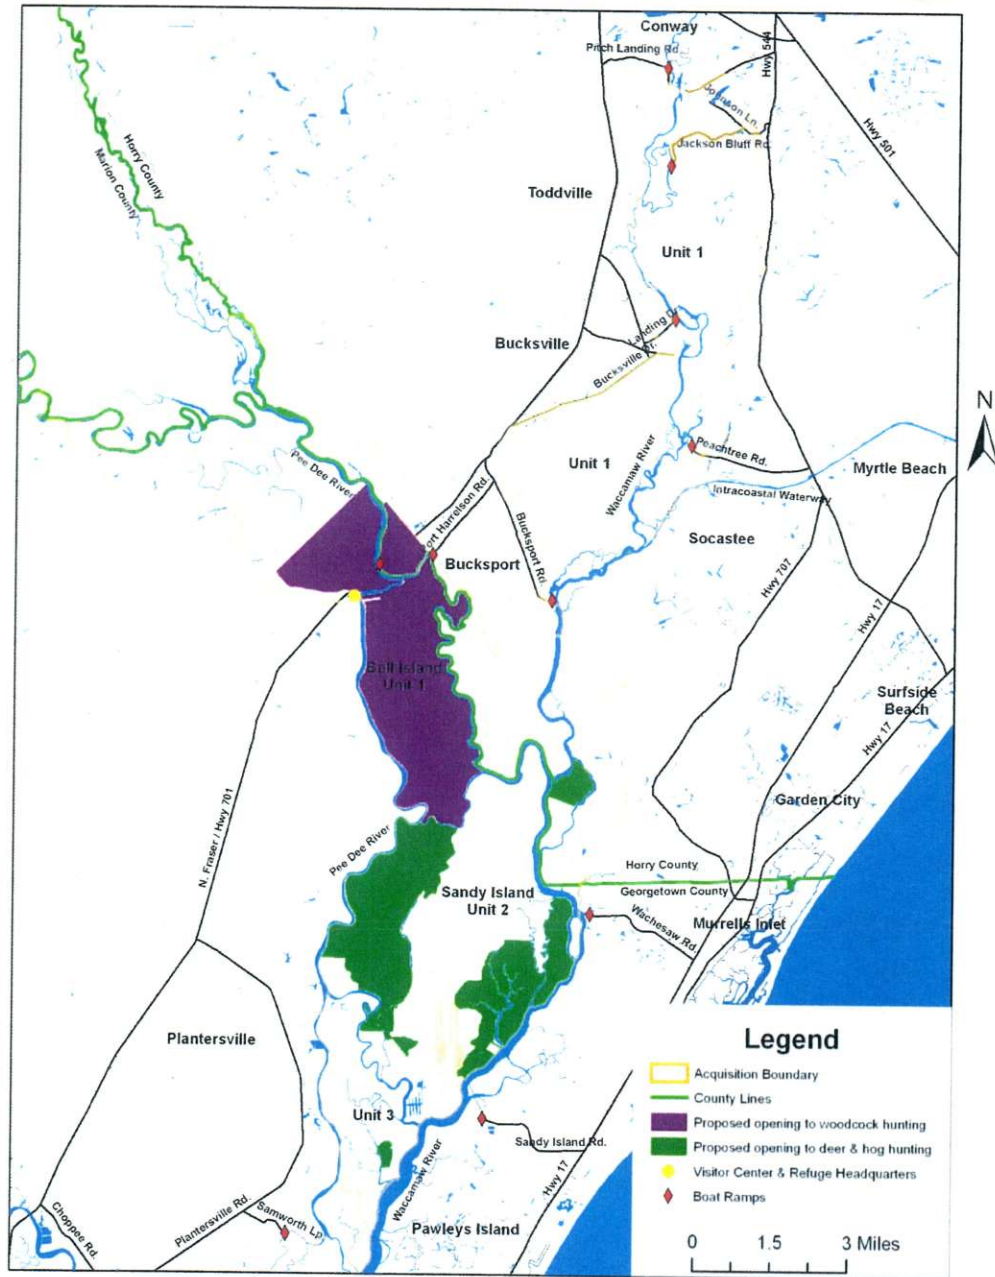 Conway
Pitch Landing Rd.
Hwy 544
Johnson Ln.
Hwy 501
Jackson Bluff Rd.
Horry County
Marion County
Toddville
Unit 1
Landing Dr.
Bucksville
Bucksville Dr.
Peachtree Rd.
Myrtle Beach
N
Unit 1
Waccamaw River
Pee Dee River
Intracoastal Waterway
Port Harrelson Rd.
Bucksport Rd.
Socastee
Bucksport
Hwy 707
Hwy 17
Bull Island
Unit 1
Surfside
Beach
Hwy 17
Garden City
N. Fraser / Hwy 701
Pee Dee River
Horry County
Georgetown County
Sandy Island
Unit 2
Wachesaw Rd.
Murrells Inlet
Plantersville
Legend
Acquisition Boundary
County Lines
Proposed opening to woodcock hunting
Proposed opening to deer & hog hunting
Visitor Center & Refuge Headquarters
Boat Ramps
Unit 3
Sandy Island Rd.
Hwy 17
Waccamaw River
Plantersville Rd.
Samworth Lp.
Choppee Rd.
Pawleys Island
0 1.5 3 Miles